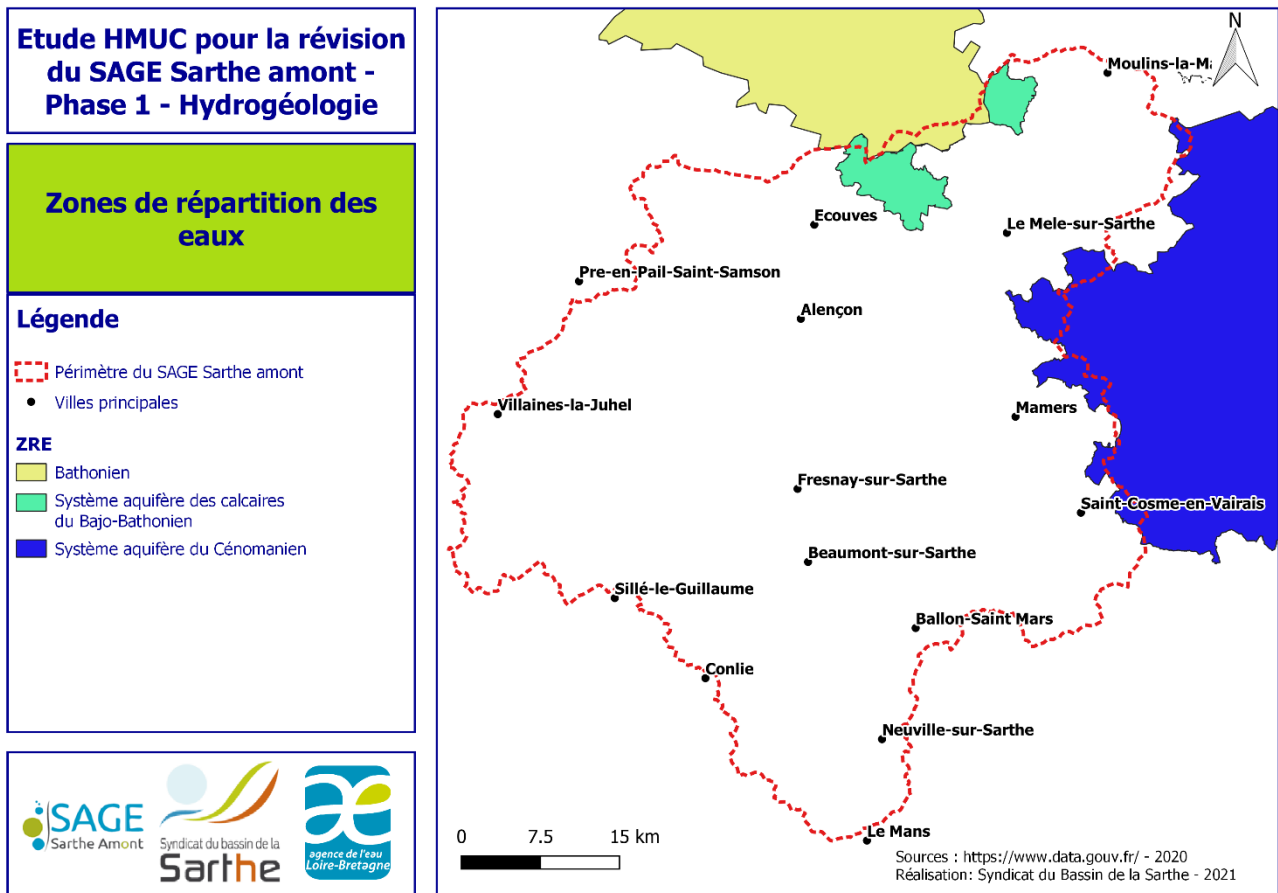 Etude HMUC pour la révision
du SAGE Sarthe amont -
Phase 1 - Hydrogéologie
Zones de répartition des
eaux
Légende
Périmètre du SAGE Sarthe amont
Villes principales
ZRE
Bathonien
Système aquifère des calcaires
du Bajo-Bathonien
Système aquifère du Cénomanien
SAGE
Sarthe Amont
Syndicat du bassin de la
Sarthe
agence de l'eau
Loire-Bretagne
N
Moulins-la-Ma
Ecouves
Le Mele-sur-Sarthe
Pre-en-Pail-Saint-Samson
Alençon
Villaines-la-Juhel
Mamers
Fresnay-sur-Sarthe
Saint-Cosme-en-Vairais
Beaumont-sur-Sarthe
Sillé-le-Guillaume
Ballon-Saint Mars
Conlie
Neuville-sur-Sarthe
Le Mans
0 7.5 15 km
Sources : https://www.data.gouv.fr/ - 2020
Réalisation: Syndicat du Bassin de la Sarthe - 2021